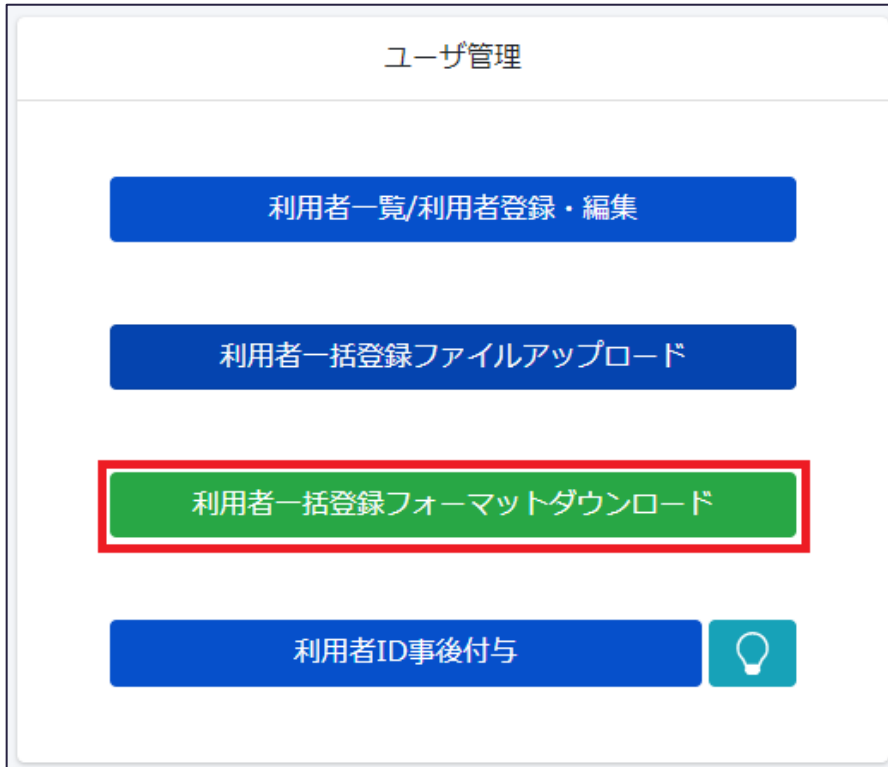 ユーザ管理
利用者一覧/利用者登録・編集
利用者一括登録ファイルアップロード
利用者一括登録フォーマットダウンロード
利用者ID事後付与